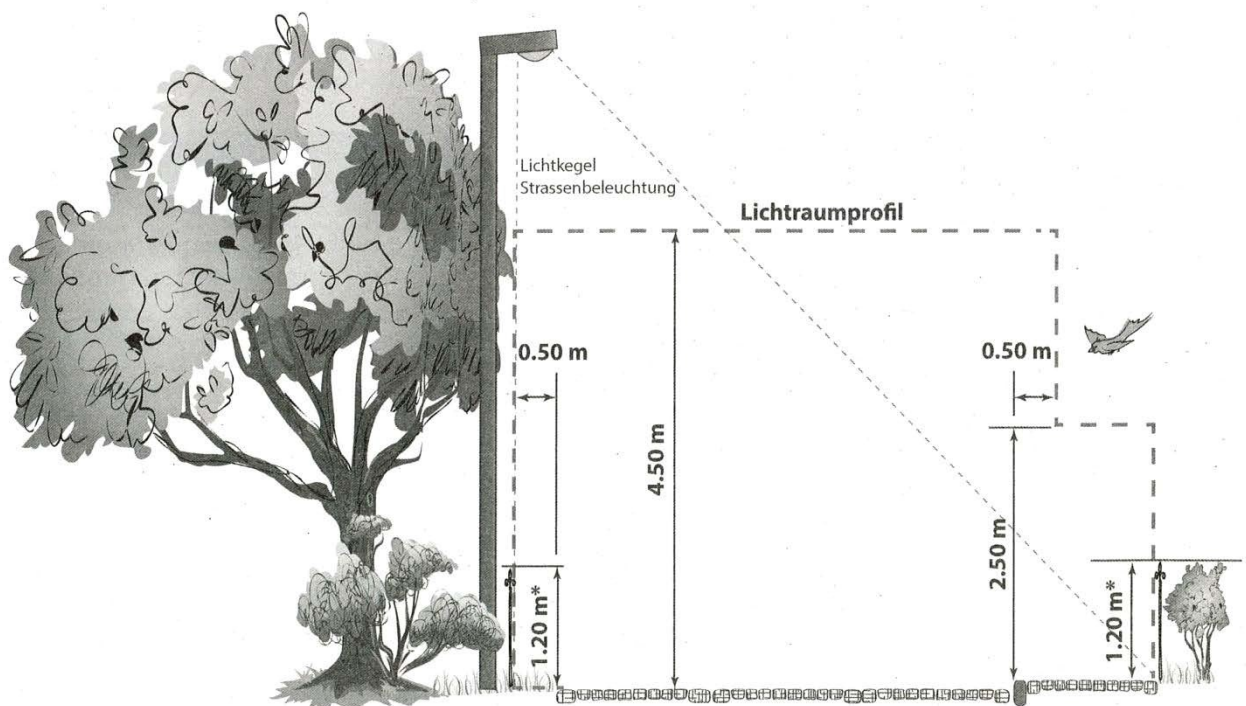 Lichtkegel
Strassenbeleuchtung
Lichtraumprofil
0.50 m
0.50 m
4.50 m
2.50 m
1.20 m*
1.20 m*